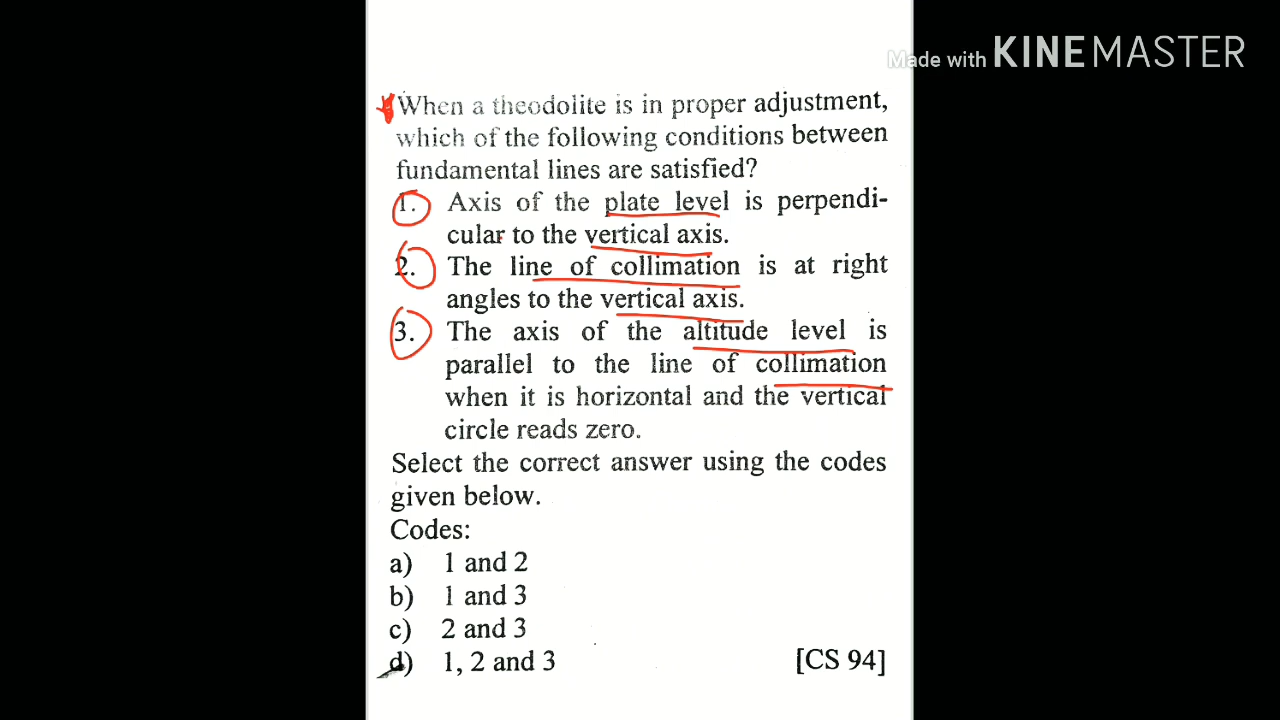 Made with KINEMASTER
When a theodolite is in proper adjustment,
which of the following conditions between
fundamental lines are satisfied?
1. Axis of the plate level is perpendi-
cular to the vertical axis.
2. The line of collimation is at right
angles to the vertical axis.
3. The axis of the altitude level is
parallel to the line of collimation
when it is horizontal and the vertical
circle reads zero.
Select the correct answer using the codes
given below.
Codes:
a) 1 and 2
b) 1 and 3
c) 2 and 3
d) 1, 2 and 3 [CS 94]